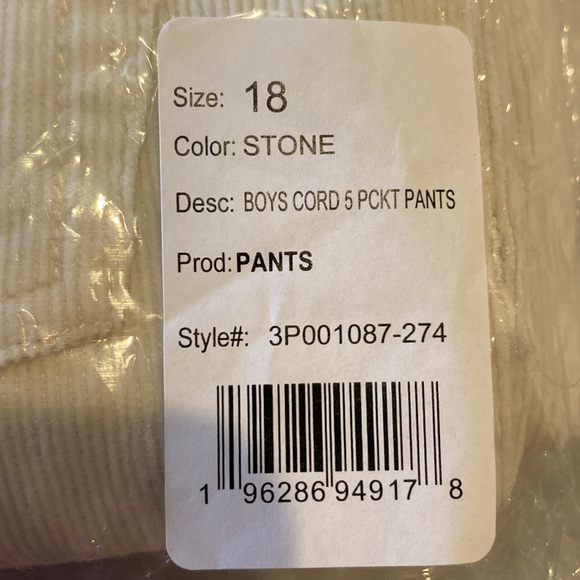 Size: 18
Color: STONE
Desc: BOYS CORD 5 PCKT PANTS
Prod: PANTS
Style#: 3P001087-274
1 96286 94917 8